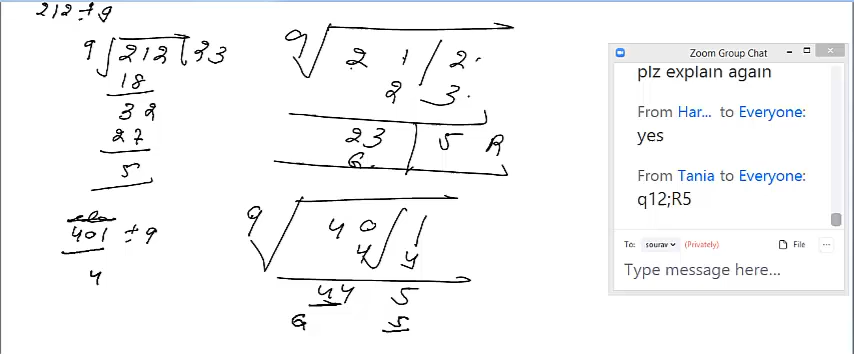 212 ÷ 9
9 212 23
18
32
27
5
401 ÷ 9
4
9 2 1 / 2
2 3
23 5 R
Q
9 4 0 / 1
4 4
44 5
Q 5
Zoom Group Chat
plz explain again
From Har... to Everyone:
yes
From Tania to Everyone:
q12;R5
To: sourav (Privately) File ...
Type message here...